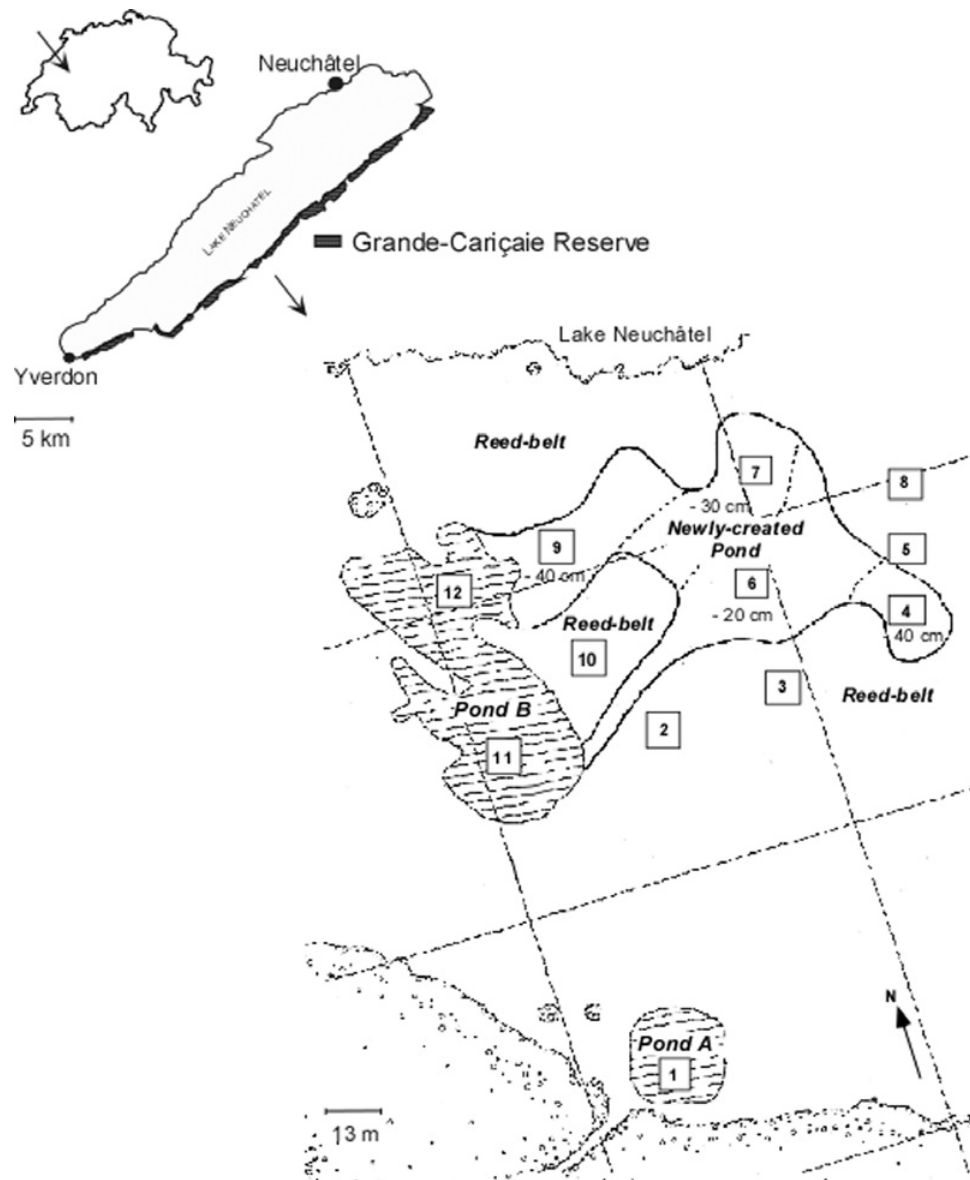 Neuchâtel
LAKE NEUCHATEL
Grande-Cariçaie Reserve
Yverdon
5 km
Lake Neuchâtel
Reed-belt
7
8
- 30 cm
Newly-created
Pond
9
5
- 40 cm
12
6
4
- 20 cm
40 cm
Reed-belt
10
3
Reed-belt
Pond B
2
11
N
Pond A
1
13 m